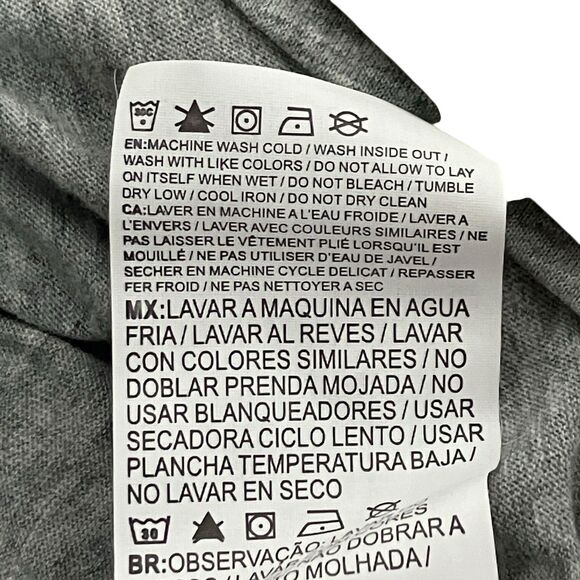 30C
EN:MACHINE WASH COLD / WASH INSIDE OUT /
WASH WITH LIKE COLORS / DO NOT ALLOW TO LAY
ON ITSELF WHEN WET / DO NOT BLEACH / TUMBLE
DRY LOW / COOL IRON / DO NOT DRY CLEAN
CA:LAVER EN MACHINE A L'EAU FROIDE / LAVER A
L'ENVERS / LAVER AVEC COULEURS SIMILAIRES / NE
PAS LAISSER LE VÊTEMENT PLIÉ LORSQU'IL EST
MOUILLÉ / NE PAS UTILISER D'EAU DE JAVEL /
SECHER EN MACHINE CYCLE DELICAT / REPASSER
FER FROID / NE PAS NETTOYER A SEC
MX:LAVAR A MAQUINA EN AGUA
FRIA / LAVAR AL REVES / LAVAR
CON COLORES SIMILARES / NO
DOBLAR PRENDA MOJADA / NO
USAR BLANQUEADORES / USAR
SECADORA CICLO LENTO / USAR
PLANCHA TEMPERATURA BAJA /
NO LAVAR EN SECO
30
BR:OBSERVAÇÃO:
DOBRAR A
MOLHADA /